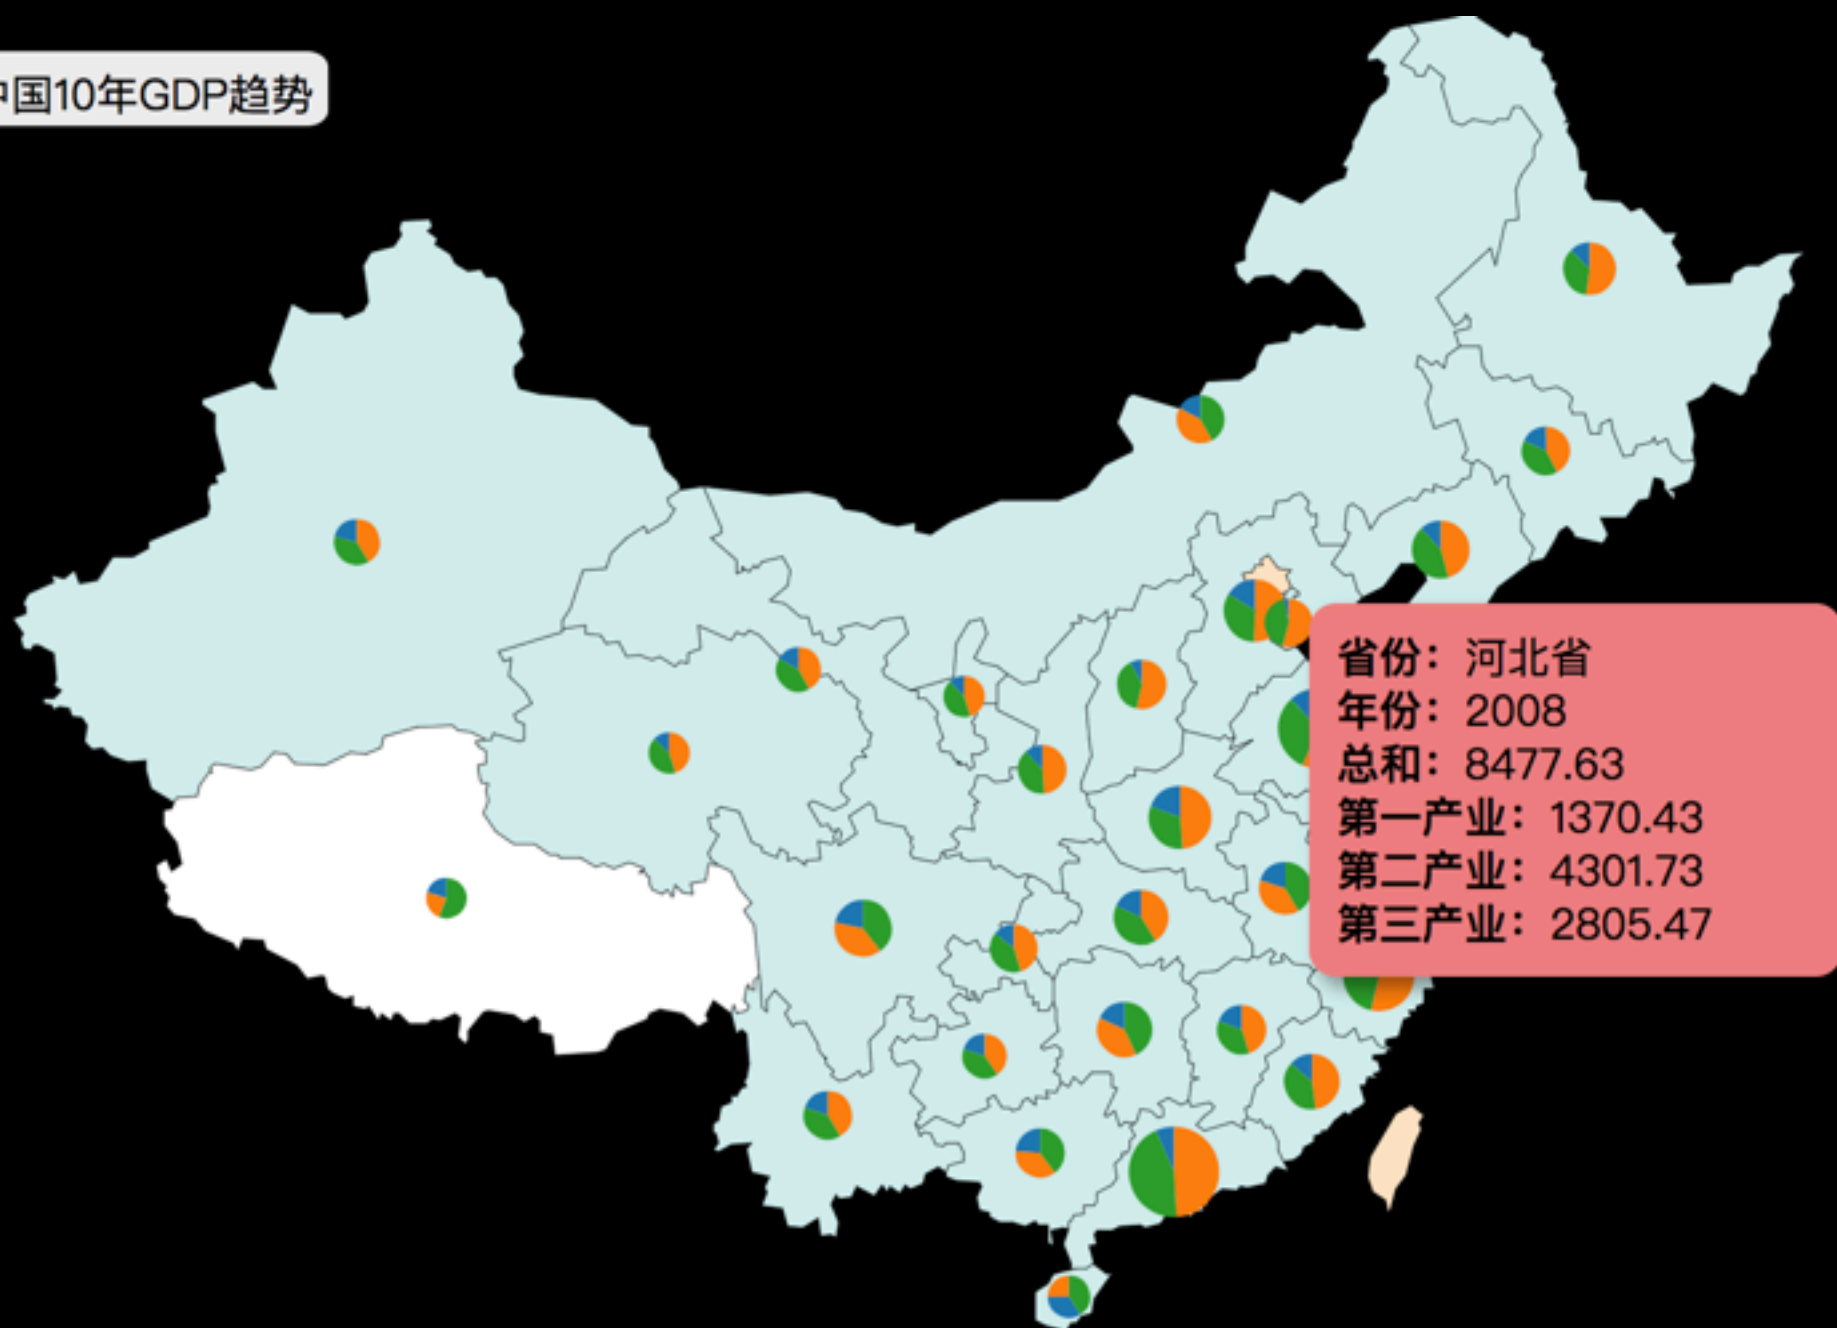 中国10年GDP趋势
省份：河北省
年份：2008
总和：8477.63
第一产业：1370.43
第二产业：4301.73
第三产业：2805.47